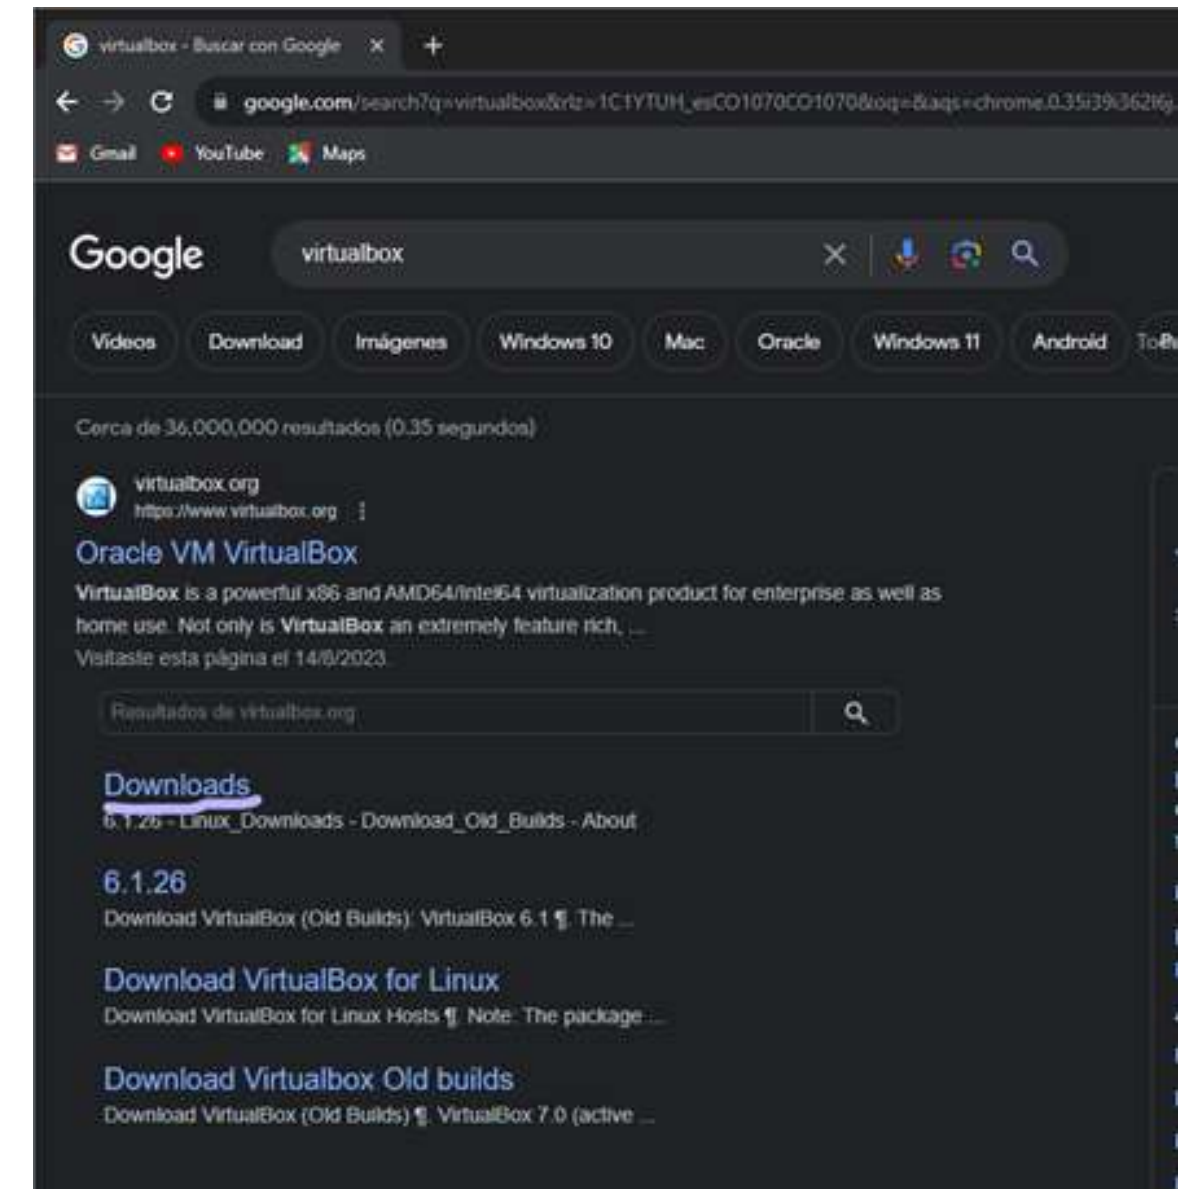 virtualbox - Buscar con Google
google.com/search?q=virtualbox&rlz=1C1YTUH_esCO1070CO1070&oq=&aqs=chrome.0.35i39i362l6j
Gmail YouTube Maps
Google virtualbox
Videos Download Imágenes Windows 10 Mac Oracle Windows 11 Android
Cerca de 36,000,000 resultados (0.35 segundos)
virtualbox.org
https://www.virtualbox.org
Oracle VM VirtualBox
VirtualBox is a powerful x86 and AMD64/Intel64 virtualization product for enterprise as well as
home use. Not only is VirtualBox an extremely feature rich, ...
Visitaste esta página el
Resultados de virtualbox.org
Downloads
6.1.26 - Linux_Downloads - Download_Old_Builds - About
6.1.26
Download VirtualBox (Old Builds): VirtualBox 6.1 ¶. The ...
Download VirtualBox for Linux
Download VirtualBox for Linux Hosts ¶. Note: The package ...
Download Virtualbox Old builds
Download VirtualBox (Old Builds) ¶. VirtualBox 7.0 (active ...